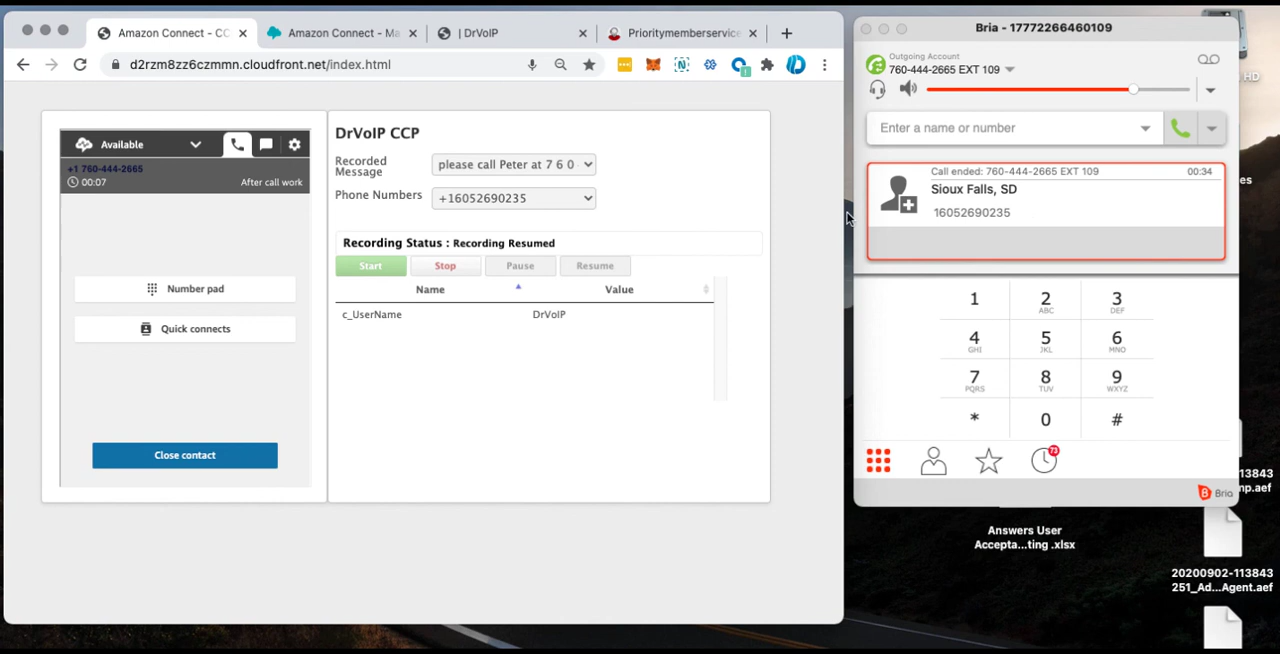 Amazon Connect - CC
Amazon Connect - Ma
| DrVoIP
Prioritymemberservice
d2rzm8zz6czmmn.cloudfront.net/index.html
Available
+1 760-444-2665
00:07
After call work
Number pad
Quick connects
Close contact
DrVoIP CCP
Recorded Message
please call Peter at 7 6 0
Phone Numbers
+16052690235
Recording Status : Recording Resumed
Start
Stop
Pause
Resume
Name
Value
c_UserName
DrVoIP
Bria - 17772266460109
Outgoing Account
760-444-2665 EXT 109
Enter a name or number
Call ended: 760-444-2665 EXT 109
00:34
Sioux Falls, SD
16052690235
1
2
ABC
3
DEF
4
GHI
5
JKL
6
MNO
7
PQRS
8
TUV
9
WXYZ
*
0
#
73
Bria
HD
es
13843
mp.aef
Answers User
Accepta...ting .xlsx
20200902-113843
251_Ad...Agent.aef